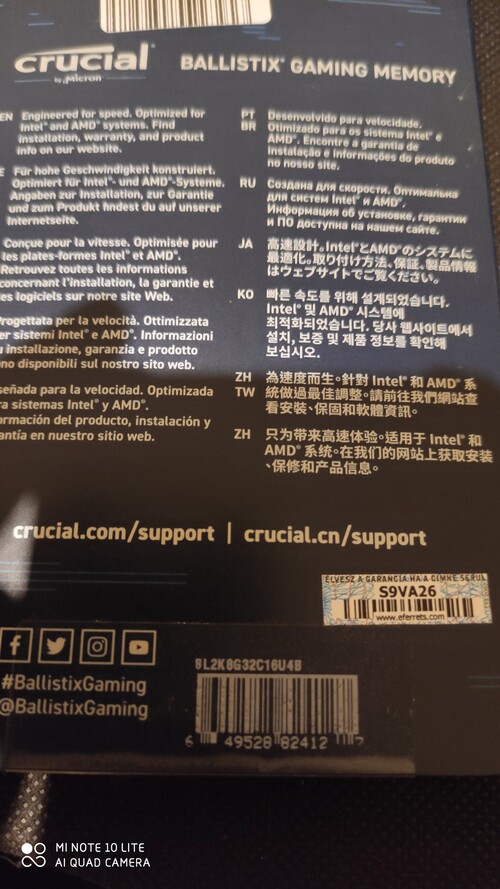 crucial
by Micron
BALLISTIX® GAMING MEMORY
EN Engineered for speed. Optimized for
Intel® and AMD® systems. Find
installation, warranty, and product
info on our website.
E Für hohe Geschwindigkeit konstruiert.
Optimiert für Intel®- und AMD®-Systeme.
Angaben zur Installation, zur Garantie
und zum Produkt findest du auf unserer
Internetseite.
Conçue pour la vitesse. Optimisée pour
les plates-formes Intel® et AMD®.
Retrouvez toutes les informations
concernant l'installation, la garantie et
es logiciels sur notre site Web.
rogettata per la velocità. Ottimizzata
er sistemi Intel® e AMD®. Informazioni
u installazione, garanzia e prodotto
no disponibili sul nostro sito web.
señada para la velocidad. Optimizada
ra sistemas Intel® y AMD®.
ormación del producto, instalación y
antía en nuestro sitio web.
PT Desenvolvido para velocidade.
BR Otimizado para os sistema Intel® e
AMD®. Encontre a garantia de
instalação e informações do produto
no nosso site.
RU Создана для скорости. Оптимальна
для систем Intel® и AMD®.
Информация об установке, гарантии
и ПО доступна на нашем сайте.
JA 高速設計。Intel®とAMD®のシステムに
最適化。取り付け方法、保証、製品情報
はウェブサイトでご覧ください。
KO 빠른 속도를 위해 설계되었습니다.
Intel® 및 AMD® 시스템에
최적화되었습니다. 당사 웹사이트에서
설치, 보증 및 제품 정보를 확인해
보십시오.
ZH 為速度而生。針對 Intel® 和 AMD® 系
TW 統做過最佳調整。請前往我們網站查
看安裝、保固和軟體資訊。
ZH 只为带来高速体验。适用于 Intel® 和
AMD® 系统。在我们的网站上获取安装
、保修和产品信息。
crucial.com/support | crucial.cn/support
ELVESZ A GARANCIA HA A CIMKE SERUL
S9VA26
www.eferrets.com
#BallistixGaming
@BallistixGaming
BL2K8G32C16U4B
6 49528 82412 7
MI NOTE 10 LITE
AI QUAD CAMERA